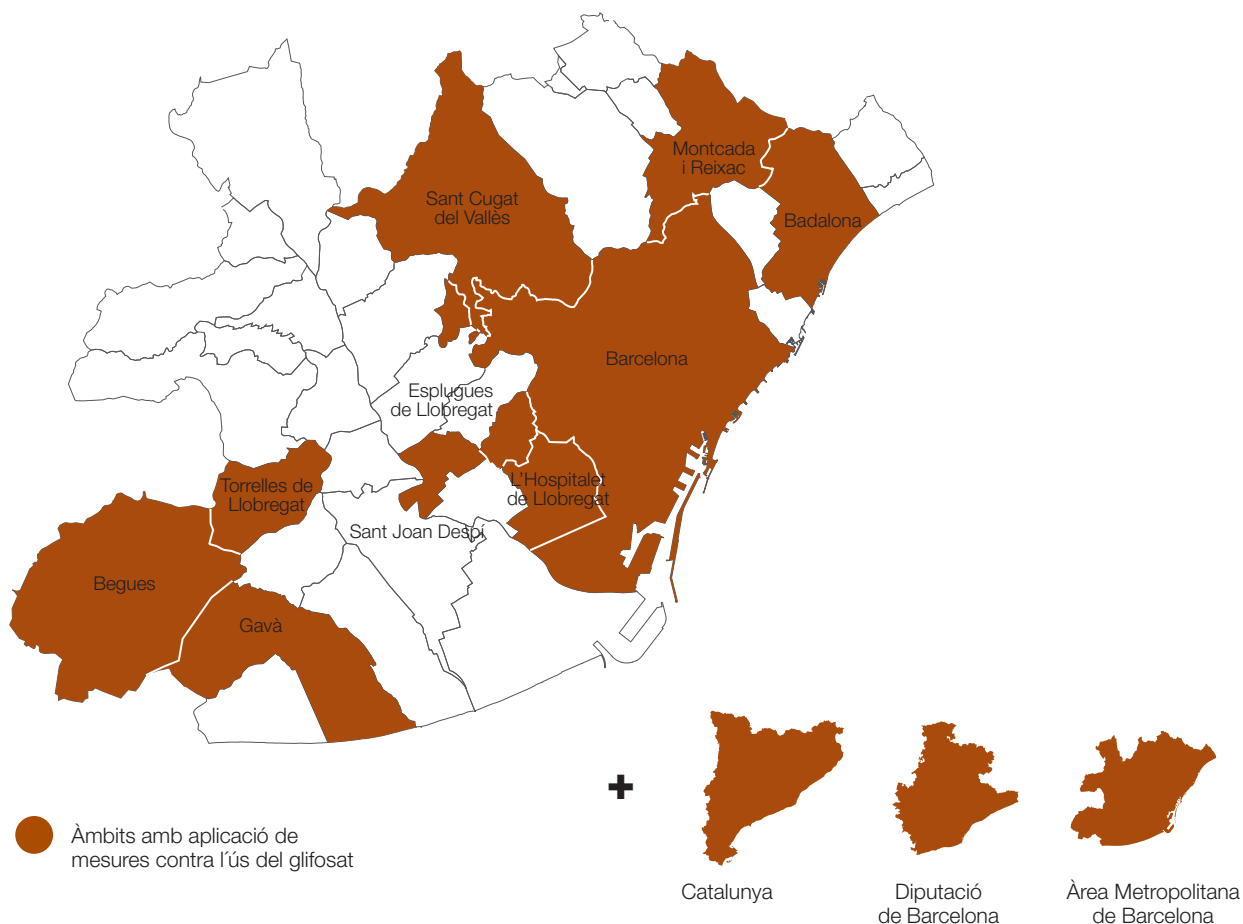 Montcada
i Reixac
Sant Cugat
del Vallès
Badalona
Barcelona
Esplugues
de Llobregat
Torrelles de
Llobregat
L'Hospitalet
de Llobregat
Sant Joan Despí
Begues
Gavà
+
Àmbits amb aplicació de
mesures contra l´ús del glifosat
Catalunya
Diputació
de Barcelona
Àrea Metropolitana
de Barcelona